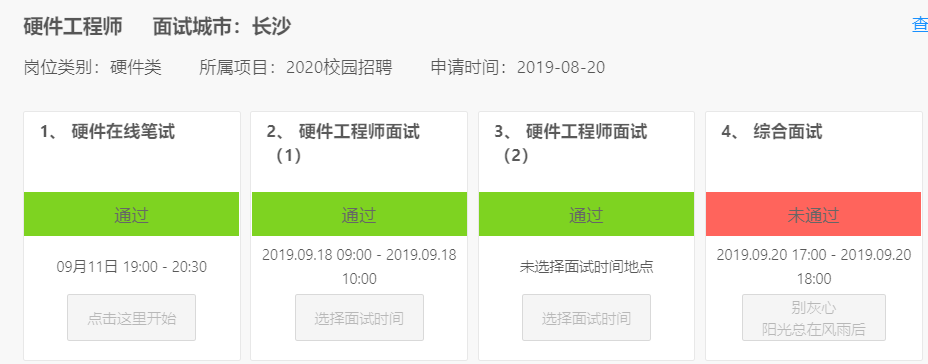 硬件工程师 面试城市：长沙
查
岗位类别：硬件类 所属项目：2020校园招聘 申请时间：2019-08-20
1、 硬件在线笔试
通过
09月11日 19:00 - 20:30
点击这里开始
2、 硬件工程师面试
（1）
通过
2019.09.18 09:00 - 2019.09.18
10:00
选择面试时间
3、 硬件工程师面试
（2）
通过
未选择面试时间地点
选择面试时间
4、 综合面试
未通过
2019.09.20 17:00 - 2019.09.20
18:00
别灰心
阳光总在风雨后